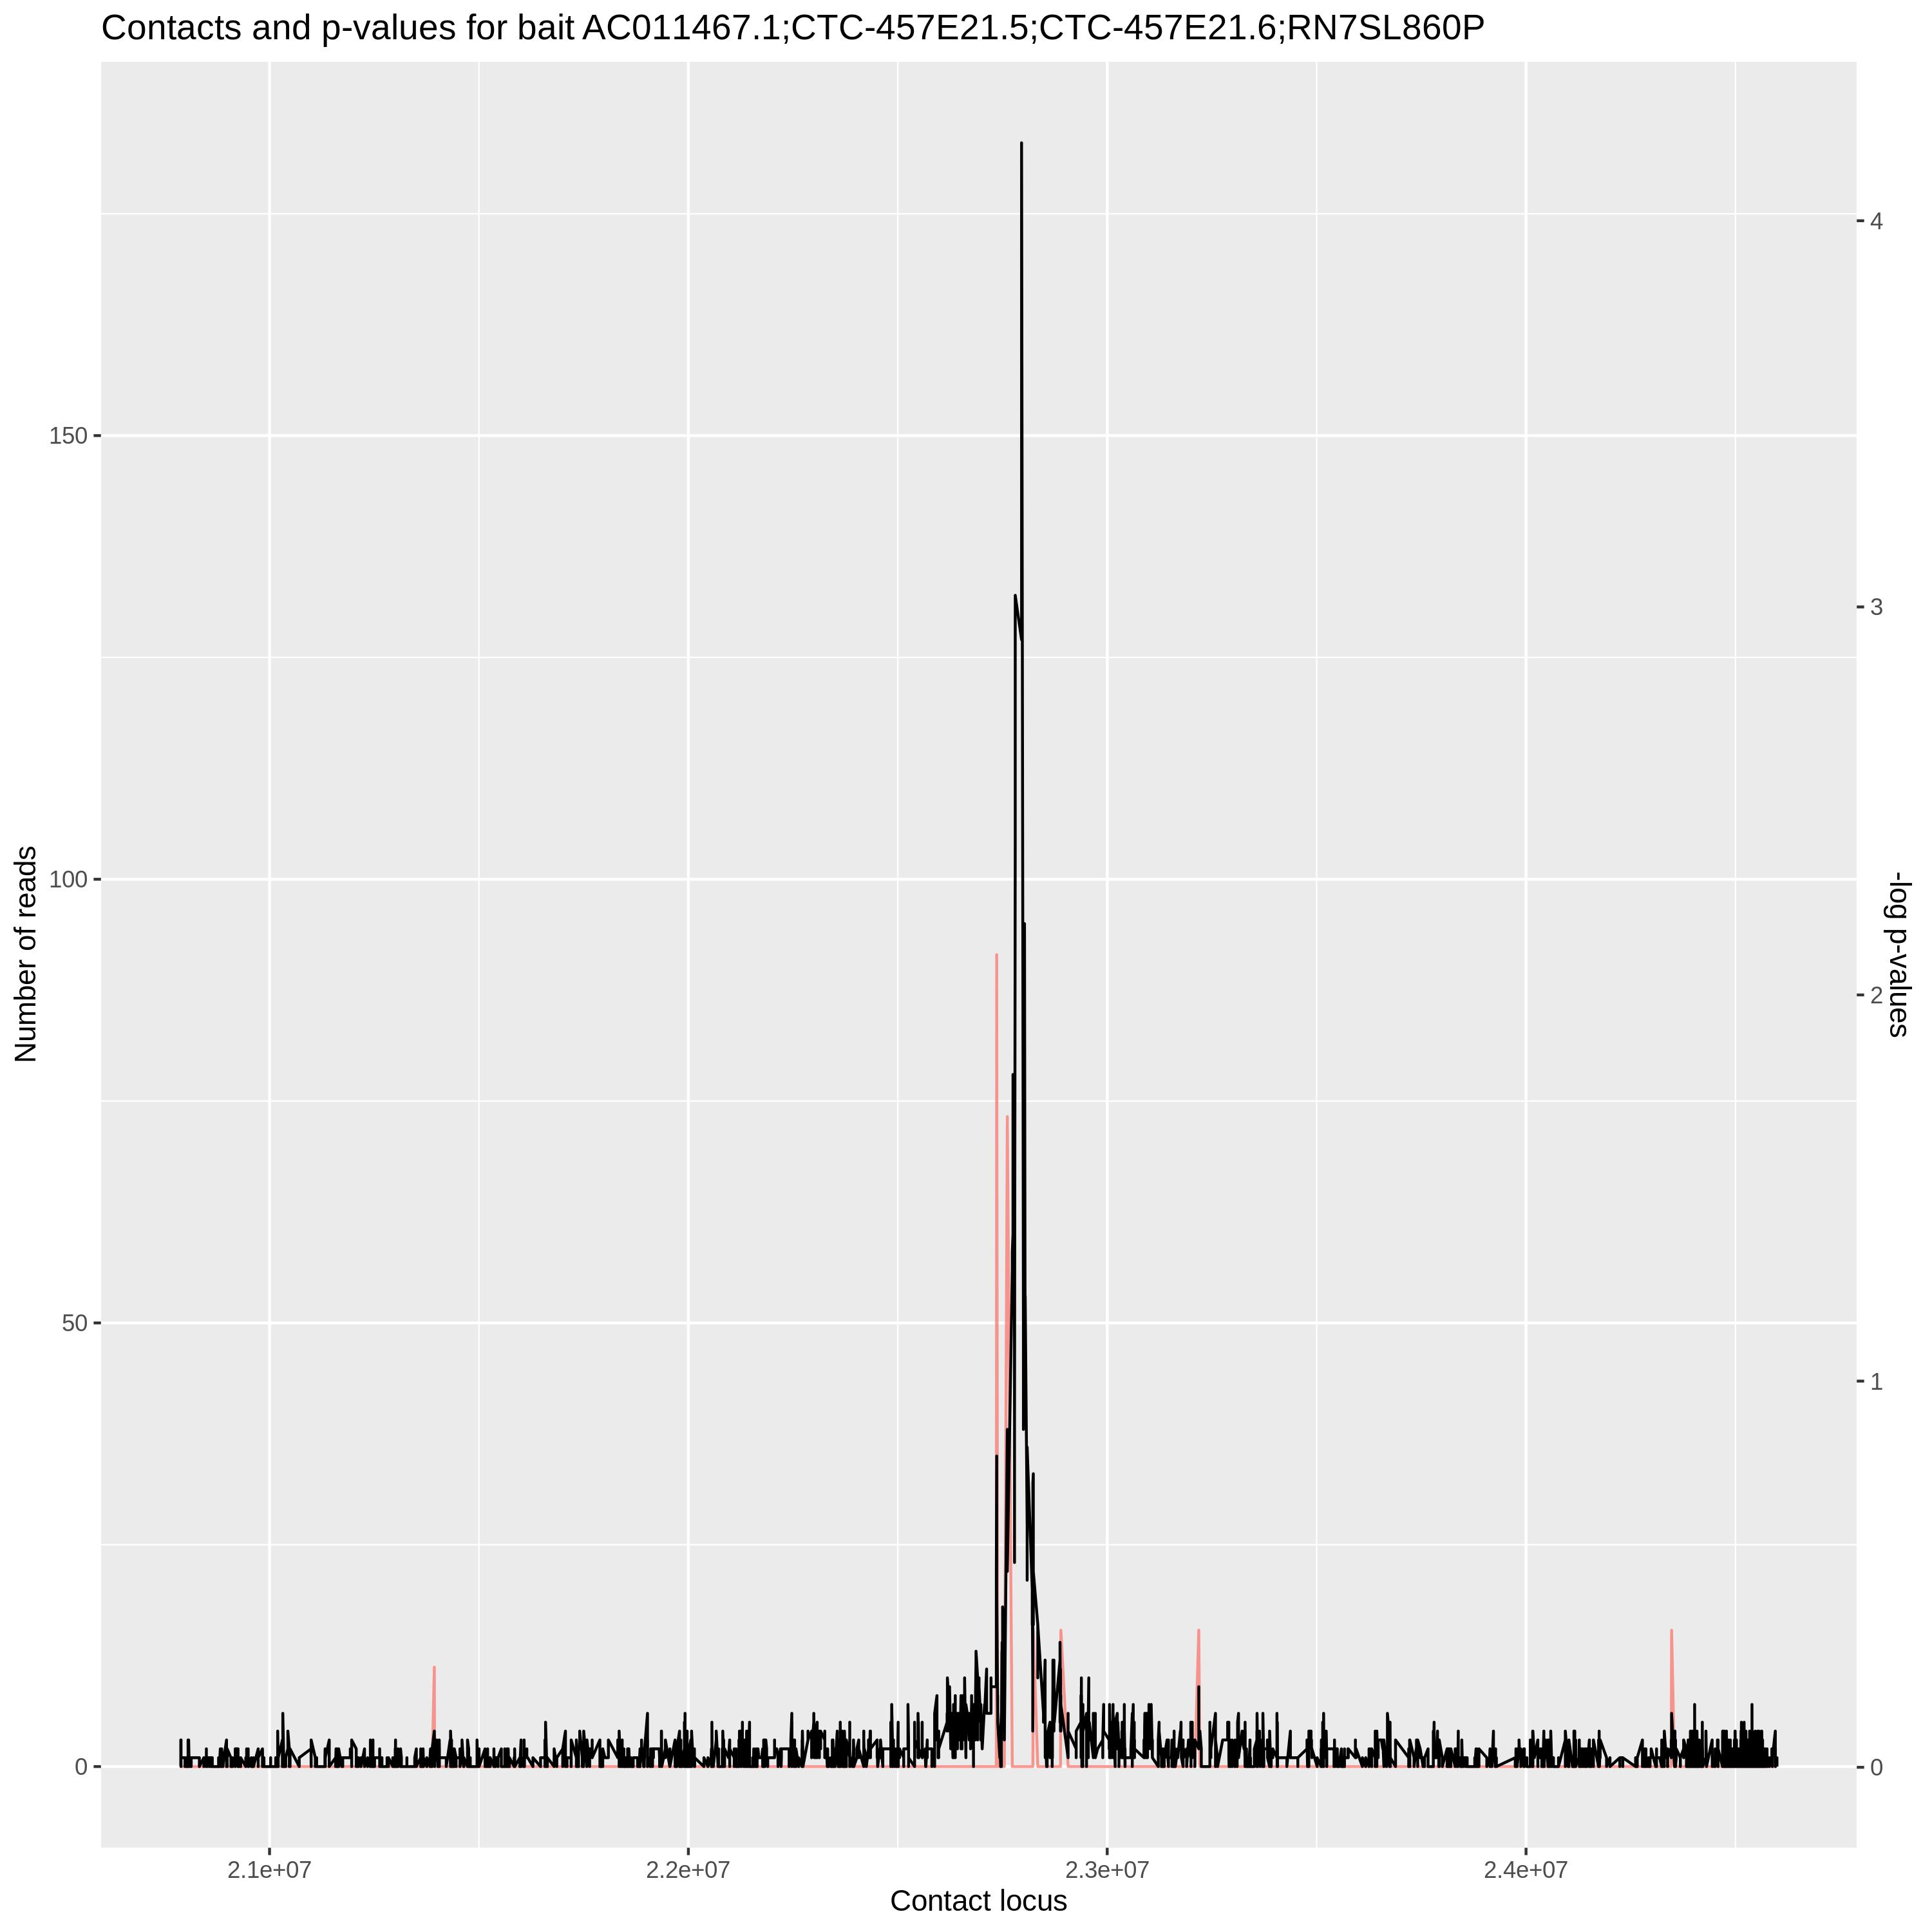 Contacts and p-values for bait AC011467.1;CTC-457E21.5;CTC-457E21.6;RN7SL860P
150
100
50
0
Number of reads
4
3
2
1
0
-log p-values
2.1e+07
2.2e+07
2.3e+07
2.4e+07
Contact locus